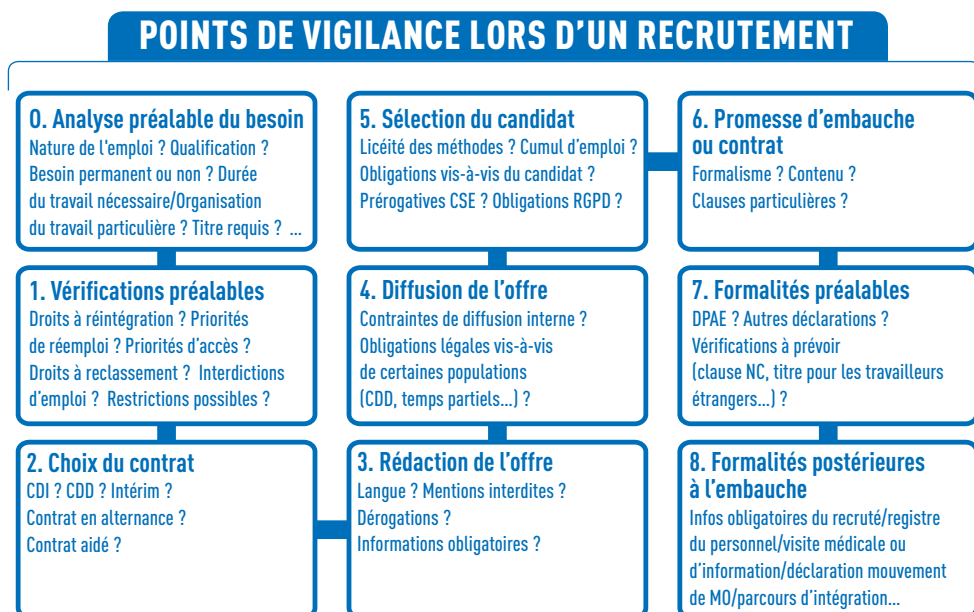 POINTS DE VIGILANCE LORS D'UN RECRUTEMENT
0. Analyse préalable du besoin
Nature de l'emploi ? Qualification ?
Besoin permanent ou non ? Durée
du travail nécessaire/Organisation
du travail particulière ? Titre requis ? ...
1. Vérifications préalables
Droits à réintégration ? Priorités
de réemploi ? Priorités d'accès ?
Droits à reclassement ? Interdictions
d'emploi ? Restrictions possibles ?
2. Choix du contrat
CDI ? CDD ? Intérim ?
Contrat en alternance ?
Contrat aidé ?
3. Rédaction de l'offre
Langue ? Mentions interdites ?
Dérogations ?
Informations obligatoires ?
4. Diffusion de l'offre
Contraintes de diffusion interne ?
Obligations légales vis-à-vis
de certaines populations
(CDD, temps partiels...) ?
5. Sélection du candidat
Licéité des méthodes ? Cumul d'emploi ?
Obligations vis-à-vis du candidat ?
Prérogatives CSE ? Obligations RGPD ?
6. Promesse d'embauche
ou contrat
Formalisme ? Contenu ?
Clauses particulières ?
7. Formalités préalables
DPAE ? Autres déclarations ?
Vérifications à prévoir
(clause NC, titre pour les travailleurs
étrangers...) ?
8. Formalités postérieures
à l'embauche
Infos obligatoires du recruté/registre
du personnel/visite médicale ou
d'information/déclaration mouvement
de MO/parcours d'intégration...